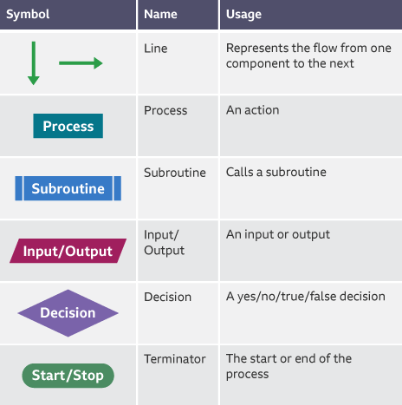 Symbol Name Usage
Line Represents the flow from one
component to the next
Process Process An action
Subroutine Subroutine Calls a subroutine
Input/Output Input/
Output An input or output
Decision Decision A yes/no/true/false decision
Start/Stop Terminator The start or end of the
process